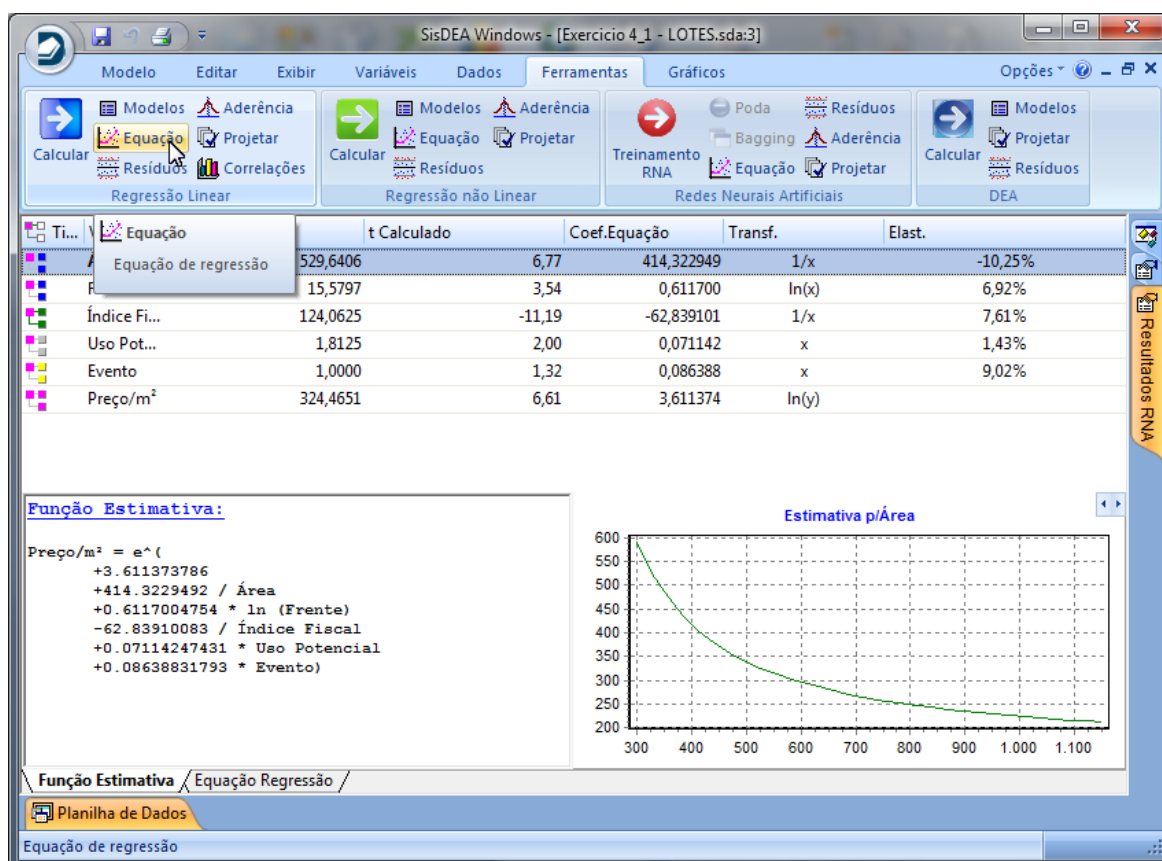 SisDEA Windows - [Exercicio 4_1 - LOTES.sda:3]
Modelo Editar Exibir Variáveis Dados Ferramentas Gráficos Opções
Calcular
Modelos Aderência
Equação Projetar
Resíduos Correlações
Regressão Linear
Calcular
Modelos Aderência
Equação Projetar
Resíduos
Regressão não Linear
Treinamento
RNA
Poda Resíduos
Bagging Aderência
Equação Projetar
Redes Neurais Artificiais
Calcular
Modelos
Projetar
Resíduos
DEA
Equação
Equação de regressão
Ti... t Calculado Coef.Equação Transf. Elast.
529,6406 6,77 414,322949 1/x -10,25%
15,5797 3,54 0,611700 ln(x) 6,92%
Índice Fi... 124,0625 -11,19 -62,839101 1/x 7,61%
Uso Pot... 1,8125 2,00 0,071142 x 1,43%
Evento 1,0000 1,32 0,086388 x 9,02%
Preço/m² 324,4651 6,61 3,611374 ln(y)
Resultados RNA
Função Estimativa:
Preço/m² = e^(
+3.611373786
+414.3229492 / Área
+0.6117004754 * ln (Frente)
-62.83910083 / Índice Fiscal
+0.07114247431 * Uso Potencial
+0.08638831793 * Evento)
Estimativa p/Área
600
550
500
450
400
350
300
250
200
300 400 500 600 700 800 900 1.000 1.100
Função Estimativa Equação Regressão
Planilha de Dados
Equação de regressão